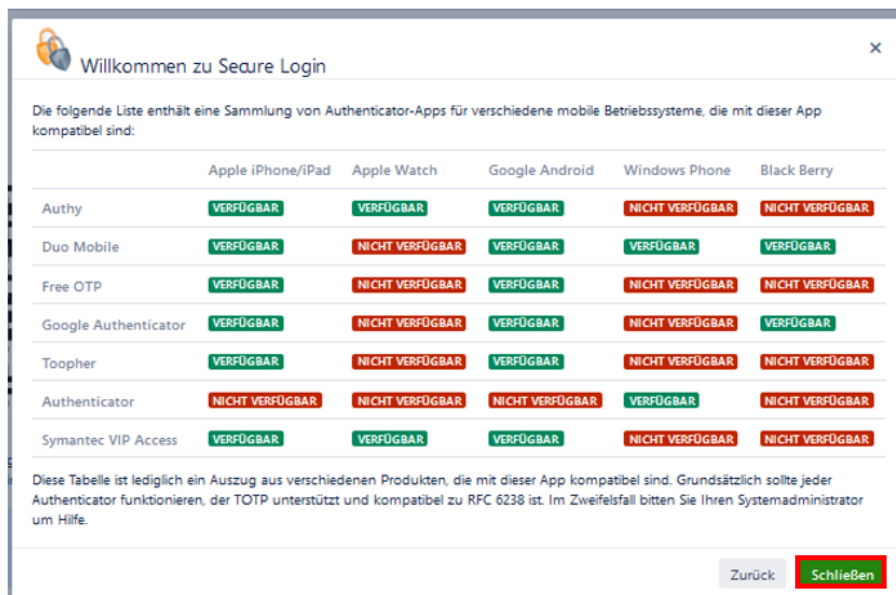 Willkommen zu Secure Login
×
Die folgende Liste enthält eine Sammlung von Authenticator-Apps für verschiedene mobile Betriebssysteme, die mit dieser App
kompatibel sind:
Apple iPhone/iPad Apple Watch Google Android Windows Phone Black Berry
Authy VERFÜGBAR VERFÜGBAR VERFÜGBAR NICHT VERFÜGBAR NICHT VERFÜGBAR
Duo Mobile VERFÜGBAR NICHT VERFÜGBAR VERFÜGBAR VERFÜGBAR VERFÜGBAR
Free OTP VERFÜGBAR NICHT VERFÜGBAR VERFÜGBAR NICHT VERFÜGBAR NICHT VERFÜGBAR
Google Authenticator VERFÜGBAR NICHT VERFÜGBAR VERFÜGBAR NICHT VERFÜGBAR VERFÜGBAR
Toopher VERFÜGBAR NICHT VERFÜGBAR VERFÜGBAR NICHT VERFÜGBAR NICHT VERFÜGBAR
Authenticator NICHT VERFÜGBAR NICHT VERFÜGBAR NICHT VERFÜGBAR VERFÜGBAR NICHT VERFÜGBAR
Symantec VIP Access VERFÜGBAR VERFÜGBAR VERFÜGBAR NICHT VERFÜGBAR NICHT VERFÜGBAR
Diese Tabelle ist lediglich ein Auszug aus verschiedenen Produkten, die mit dieser App kompatibel sind. Grundsätzlich sollte jeder
Authenticator funktionieren, der TOTP unterstützt und kompatibel zu RFC 6238 ist. Im Zweifelsfall bitten Sie Ihren Systemadministrator
um Hilfe.
Zurück Schließen